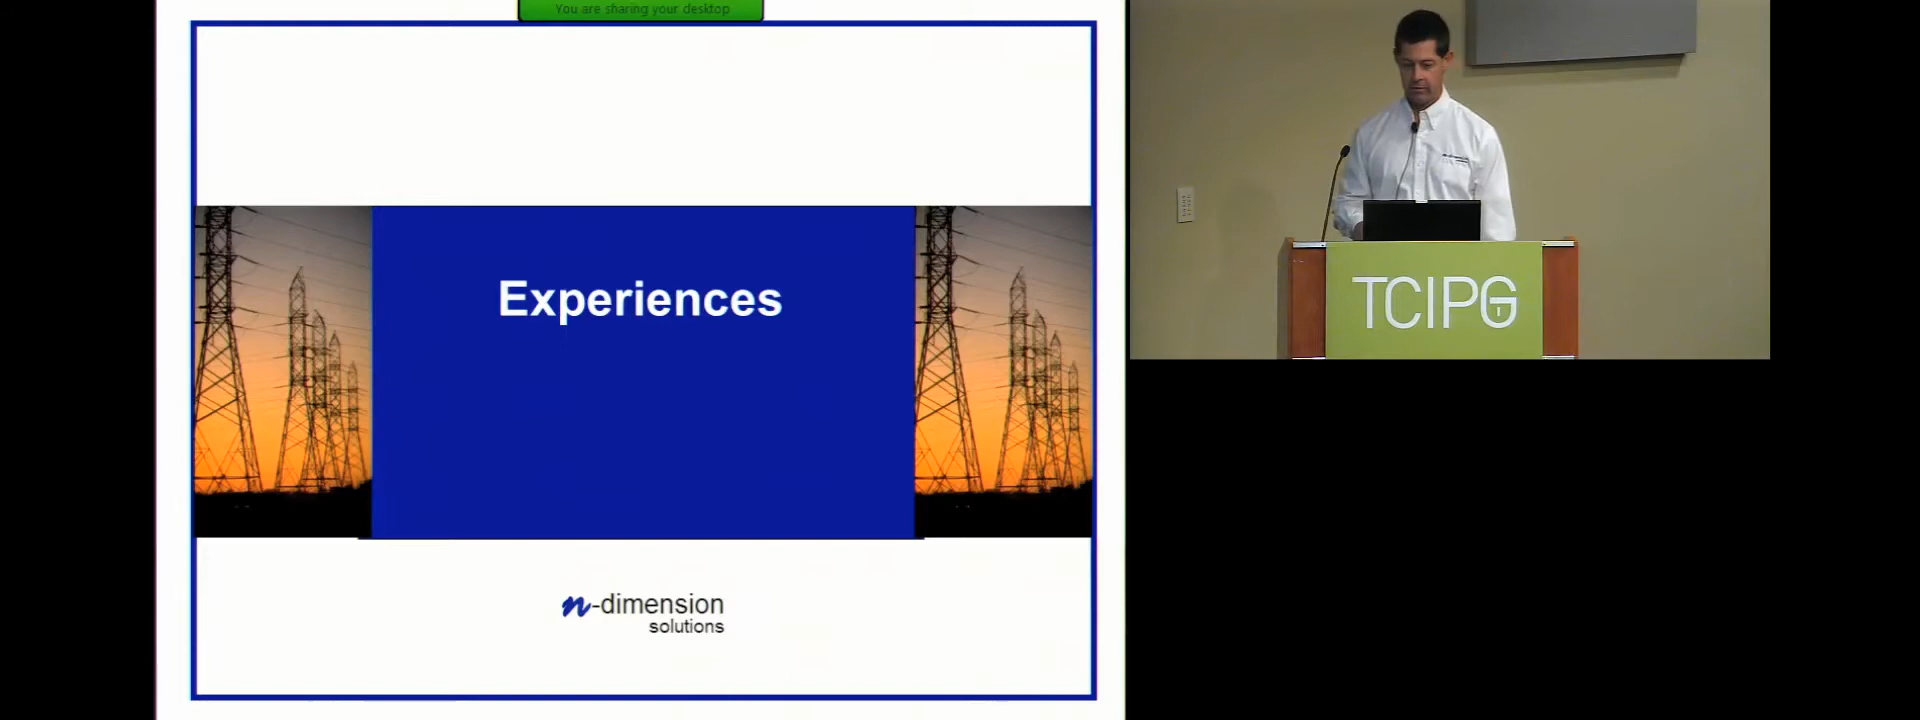 You are sharing your desktop
Experiences
n-dimension
solutions
TCIPG